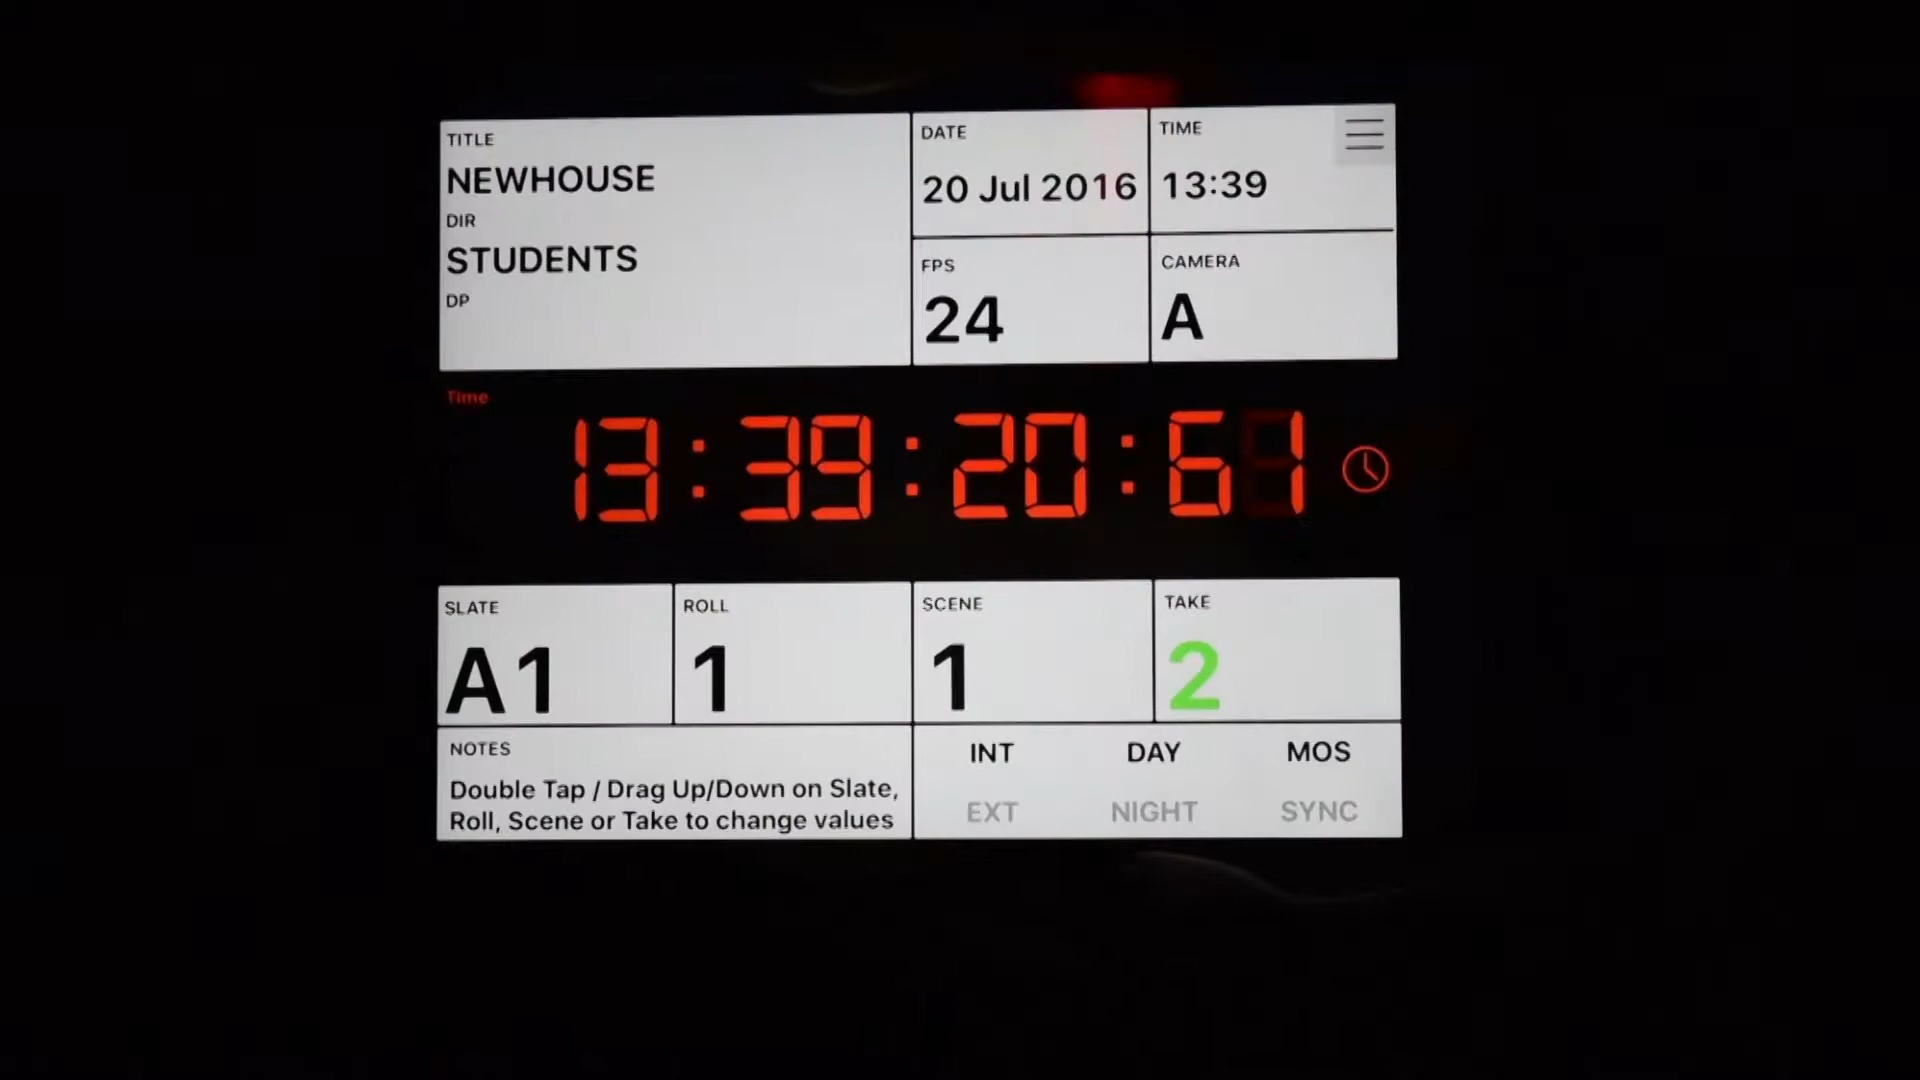 TITLE
NEWHOUSE
DIR
STUDENTS
DP
DATE
20 Jul 2016
TIME
13:39
FPS
24
CAMERA
A
Time
13:39:20:61
SLATE
A1
ROLL
1
SCENE
1
TAKE
2
NOTES
Double Tap / Drag Up/Down on Slate,
Roll, Scene or Take to change values
INT DAY MOS
EXT NIGHT SYNC